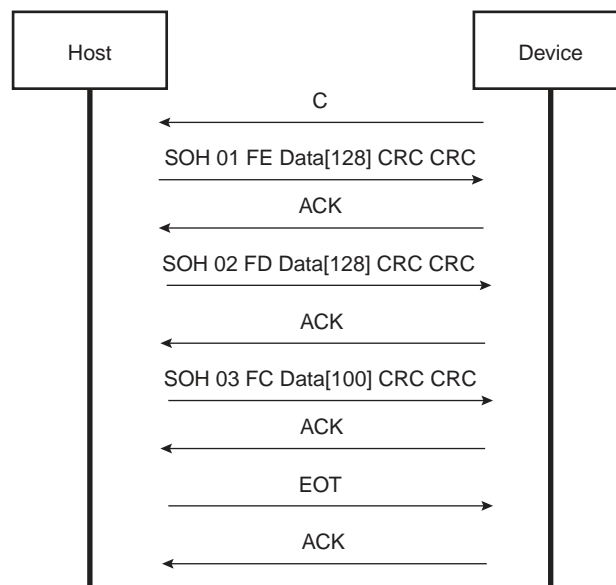 Host
Device
C
SOH 01 FE Data[128] CRC CRC
ACK
SOH 02 FD Data[128] CRC CRC
ACK
SOH 03 FC Data[100] CRC CRC
ACK
EOT
ACK